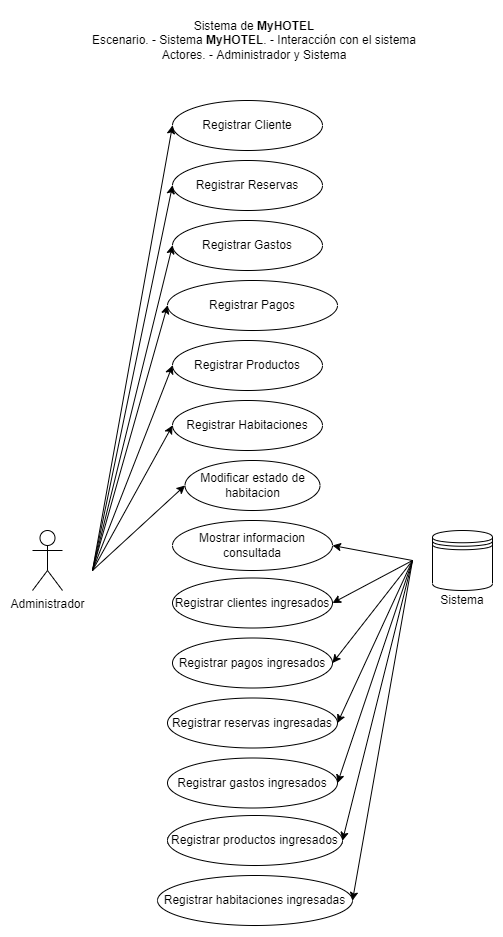 Sistema de MyHOTEL
Escenario. - Sistema MyHOTEL. - Interacción con el sistema
Actores. - Administrador y Sistema
Registrar Cliente
Registrar Reservas
Registrar Gastos
Registrar Pagos
Registrar Productos
Registrar Habitaciones
Modificar estado de
habitacion
Mostrar informacion
consultada
Administrador
Sistema
Registrar clientes ingresados
Registrar pagos ingresados
Registrar reservas ingresadas
Registrar gastos ingresados
Registrar productos ingresados
Registrar habitaciones ingresadas